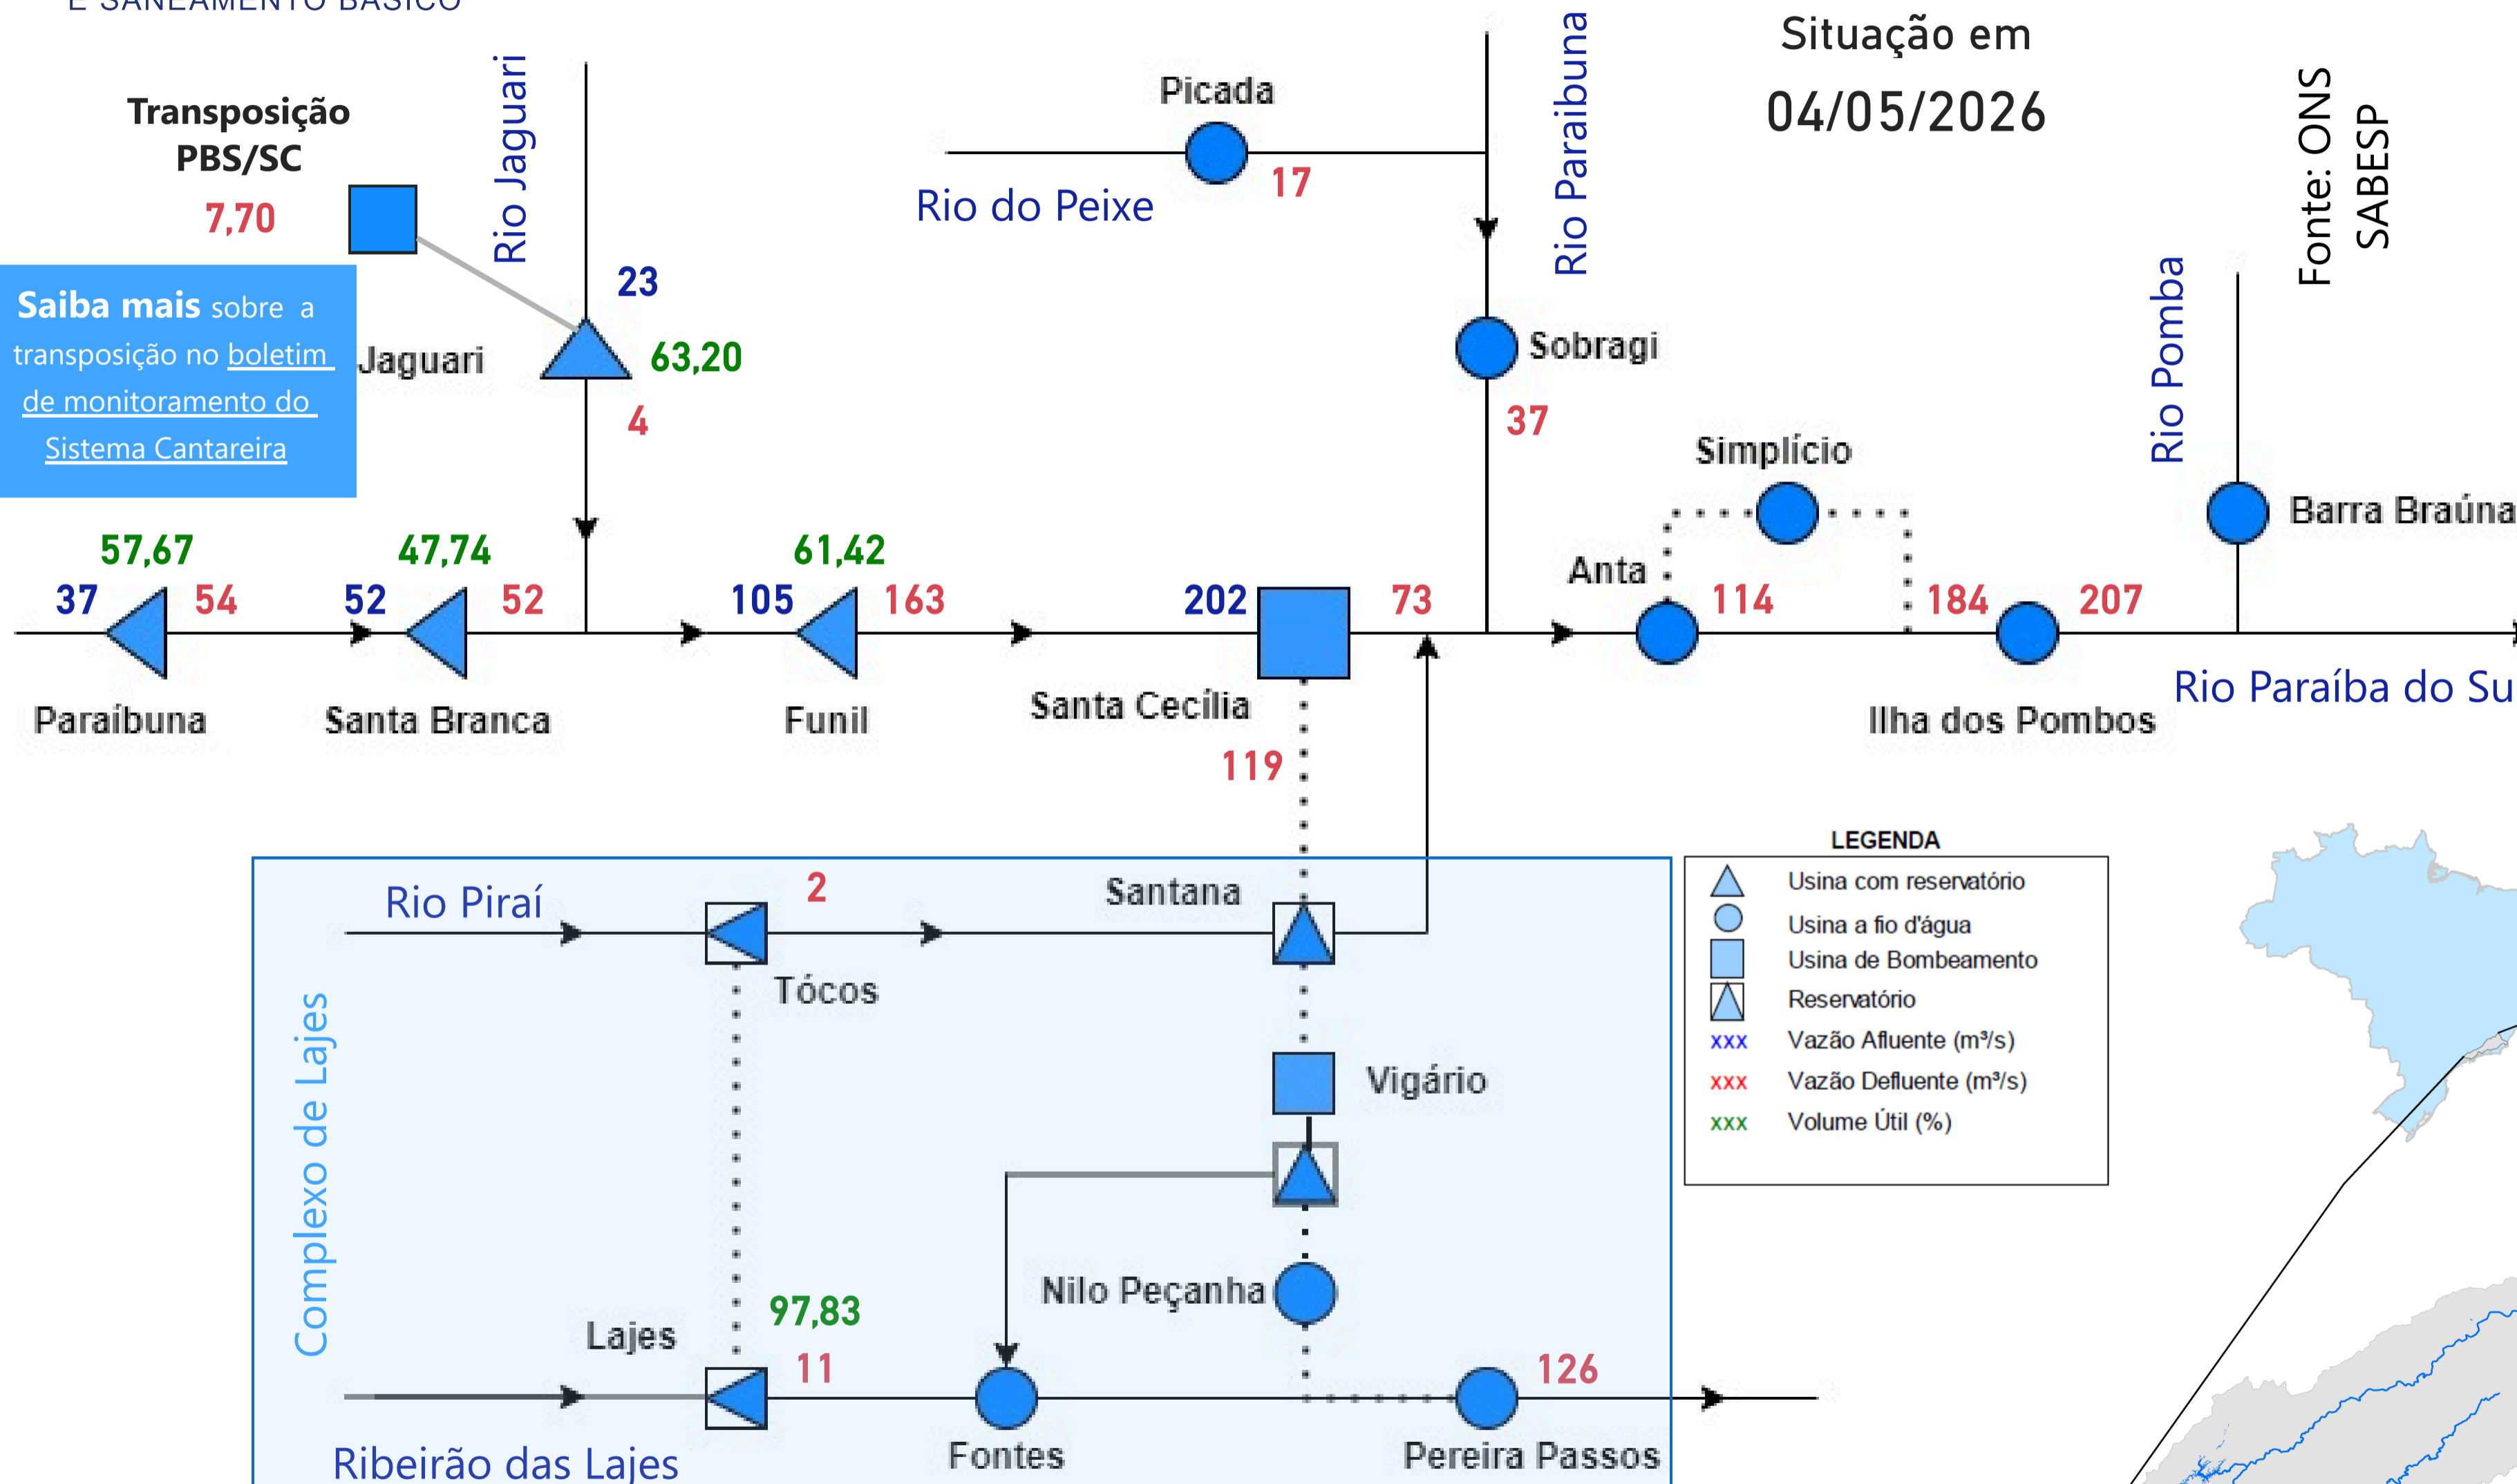 E SANEAMENTO BÁSICO
Situação em
04/05/2026
Fonte: ONS
SABESP
Transposição
PBS/SC
7,70
Rio Jaguari
Saiba mais sobre a
transposição no boletim
de monitoramento do
Sistema Cantareira
Jaguari
23
63,20
4
Picada
17
Rio do Peixe
Rio Paraibuna
Sobragi
37
Simplício
Rio Pomba
Barra Braúna
57,67
37
54
Paraíbuna
47,74
52
52
Santa Branca
61,42
105
163
Funil
202
73
Santa Cecília
119
Anta
114
184
207
Ilha dos Pombos
Rio Paraíba do Su
Complexo de Lajes
Rio Piraí
2
Tócos
Santana
Vigário
Nilo Peçanha
Lajes
97,83
11
Ribeirão das Lajes
Fontes
Pereira Passos
126
LEGENDA
Usina com reservatório
Usina a fio d'água
Usina de Bombeamento
Reservatório
xxx Vazão Afluente (m³/s)
xxx Vazão Defluente (m³/s)
xxx Volume Útil (%)